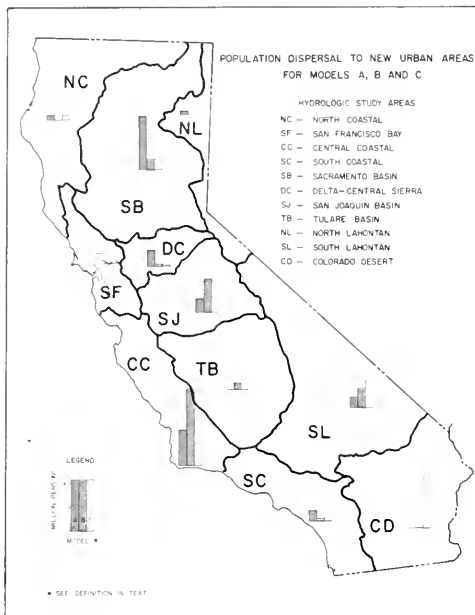 POPULATION DISPERSAL TO NEW URBAN AREAS
FOR MODELS A, B AND C
HYDROLOGIC STUDY AREAS
NC – NORTH COASTAL
SF – SAN FRANCISCO BAY
CC – CENTRAL COASTAL
SC – SOUTH COASTAL
SB – SACRAMENTO BASIN
DC – DELTA–CENTRAL SIERRA
SJ – SAN JOAQUIN BASIN
TB – TULARE BASIN
NL – NORTH LAHONTAN
SL – SOUTH LAHONTAN
CD – COLORADO DESERT
NC
NL
SB
DC
SF
SJ
CC
TB
SL
SC
CD
LEGEND
MODEL *
* SEE DEFINITION IN TEXT